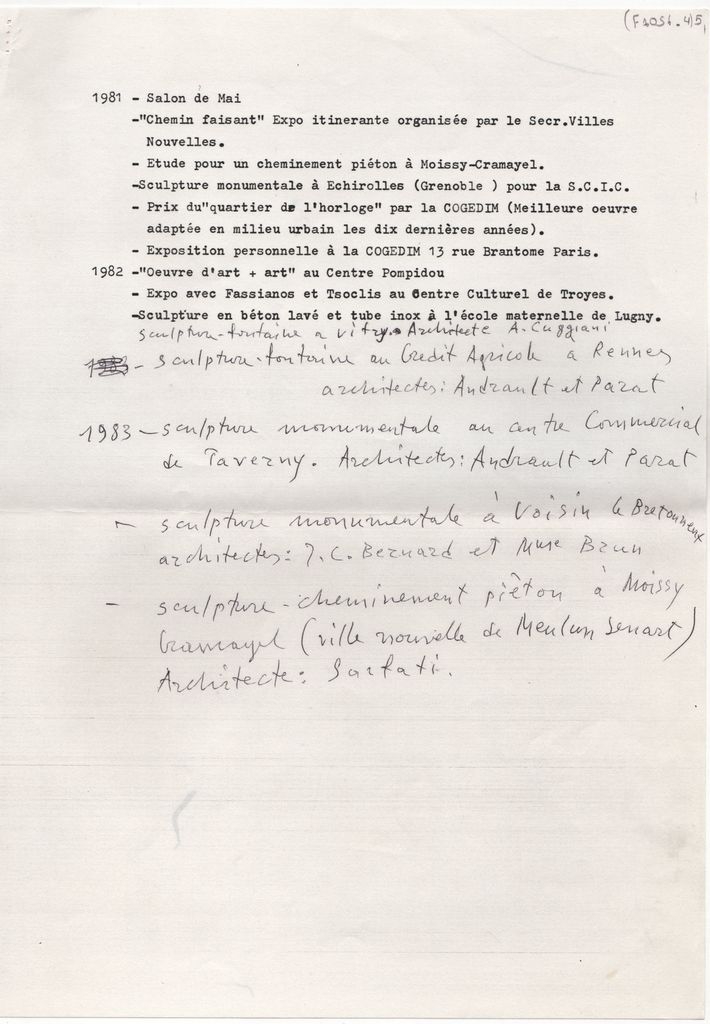 (F1051.4)5,
1981 - Salon de Mai
-"Chemin faisant" Expo itinerante organisée par le Secr.Villes
Nouvelles.
- Etude pour un cheminement piéton à Moissy-Cramayel.
-Sculpture monumentale à Echirolles (Grenoble ) pour la S.C.I.C.
- Prix du"quartier de l'horloge" par la COGEDIM (Meilleure oeuvre
adaptée en milieu urbain les dix dernières années).
- Exposition personnelle à la COGEDIM 13 rue Brantome Paris.
1982 -"Oeuvre d'art + art" au Centre Pompidou
- Expo avec Fassianos et Tsoclis au Centre Culturel de Troyes.
-Sculpture en béton lavé et tube inox à l'école maternelle de Lugny.
sculpture-fontaine a vitry. Architecte A. Cuggiani
- sculpture-fontaine au Credit Agricole a Rennes
architectes: Andrault et Parat
1983 - sculpture monumentale au centre Commercial
de Taverny. Architectes: Andrault et Parat
- sculpture monumentale à Voisin le Bretonneux
architectes: J.C. Bernard et Mme Brun
- sculpture-cheminement piêton à Moissy
Cramayel (ville nouvelle de Meulun Senart)
Architecte: Sarfati.